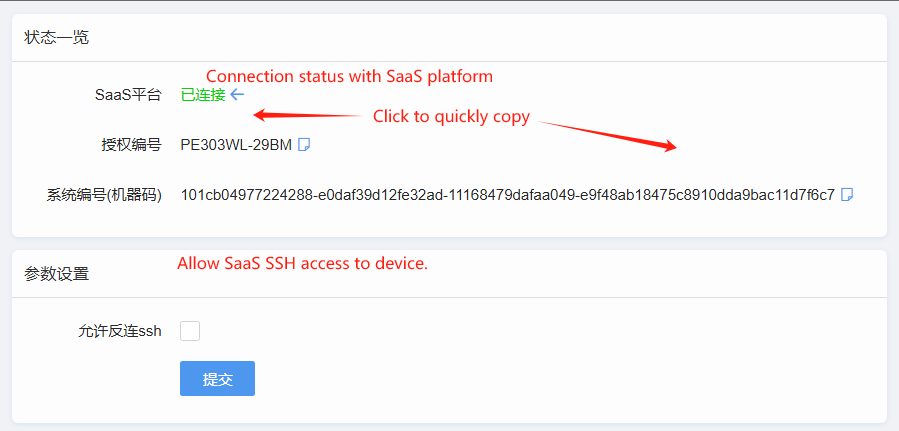 状态一览
Connection status with SaaS platform
SaaS平台 已连接
Click to quickly copy
授权编号 PE303WL-29BM
系统编号(机器码) 101cb04977224288-e0daf39d12fe32ad-11168479dafaa049-e9f48ab18475c8910dda9bac11d7f6c7
Allow SaaS SSH access to device.
参数设置
允许反连ssh
提交